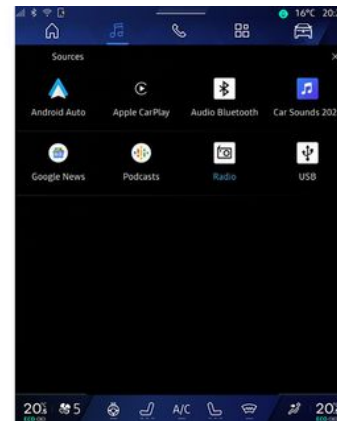 16°C 20:
Sources
Android Auto
Apple CarPlay
Audio Bluetooth
Car Sounds 202
Google News
Podcasts
Radio
USB
20°
5
A/C
20°